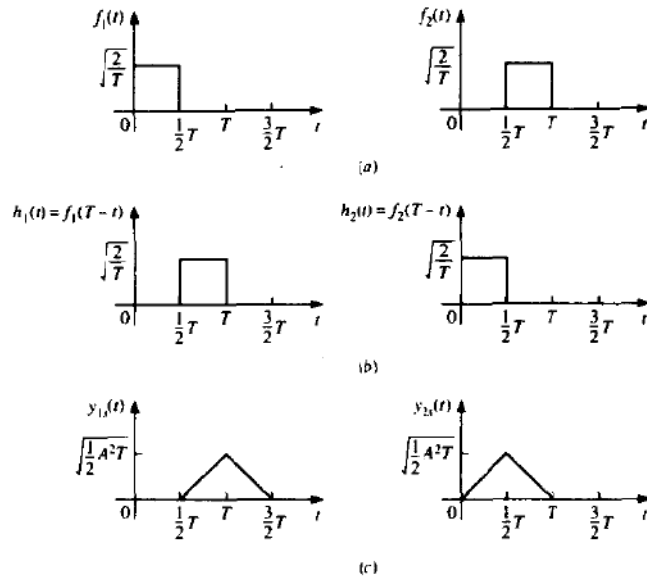 f₁(t) f₂(t)
√(2/T) √(2/T)
0 ½T T 3/2T t 0 ½T T 3/2T t
(a)
h₁(t) = f₁(T − t) h₂(t) = f₂(T − t)
√(2/T) √(2/T)
0 ½T T 3/2T t 0 ½T T 3/2T t
(b)
y₁ₛ(t) y₂ₛ(t)
√(½A²T) √(½A²T)
0 ½T T 3/2T t 0 ½T T 3/2T t
(c)